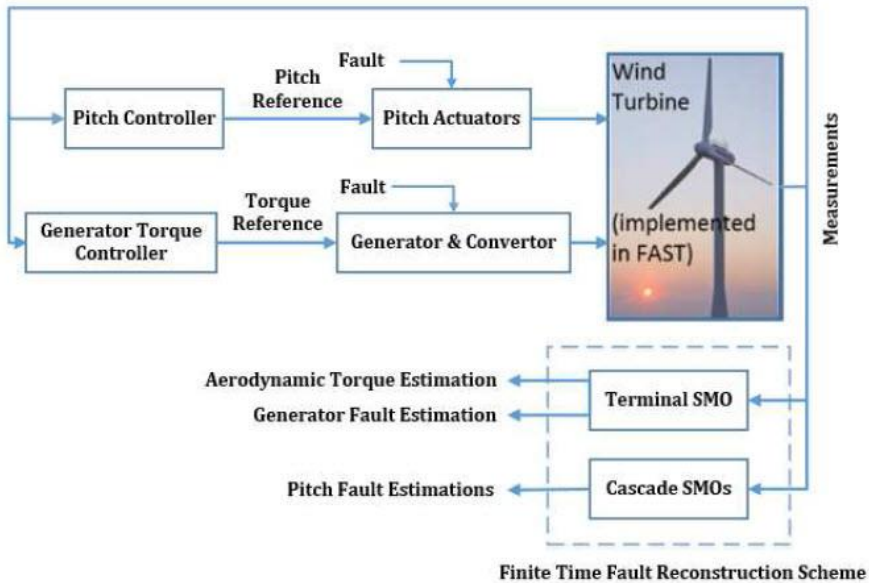 Fault
Pitch
Reference
Pitch Controller
Pitch Actuators
Wind
Turbine
Fault
Torque
Reference
Generator Torque
Controller
Generator & Convertor
(implemented
in FAST)
Measurements
Aerodynamic Torque Estimation
Generator Fault Estimation
Terminal SMO
Pitch Fault Estimations
Cascade SMOs
Finite Time Fault Reconstruction Scheme